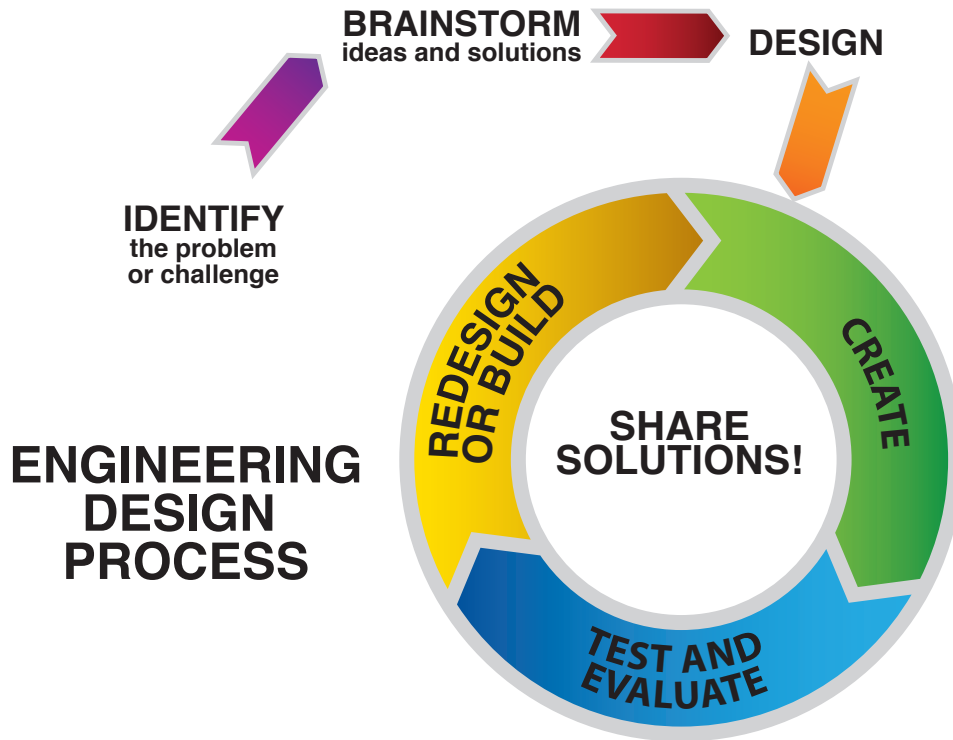 BRAINSTORM
ideas and solutions
DESIGN
IDENTIFY
the problem
or challenge
REDESIGN
OR BUILD
CREATE
SHARE
SOLUTIONS!
ENGINEERING
DESIGN
PROCESS
TEST AND
EVALUATE